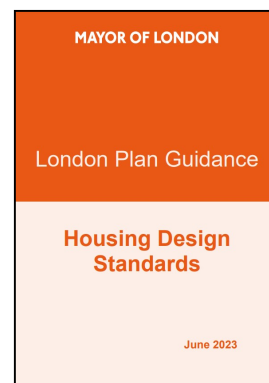 MAYOR OF LONDON
London Plan Guidance
Housing Design
Standards
June 2023